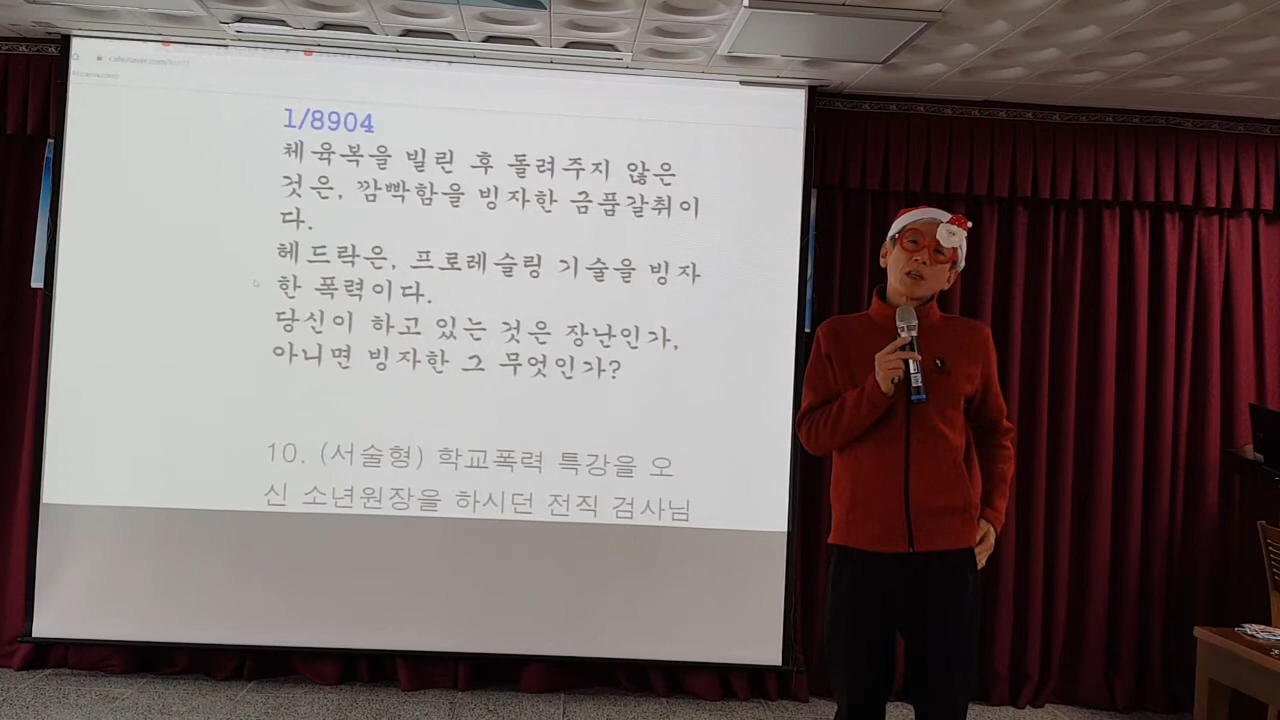 cafe.naver.com
1/8904
체육복을 빌린 후 돌려주지 않은
것은, 깜빡함을 빙자한 금품갈취이
다.
헤드락은, 프로레슬링 기술을 빙자
한 폭력이다.
당신이 하고 있는 것은 장난인가,
아니면 빙자한 그 무엇인가?
10. (서술형) 학교폭력 특강을 오
신 소년원장을 하시던 전직 검사님